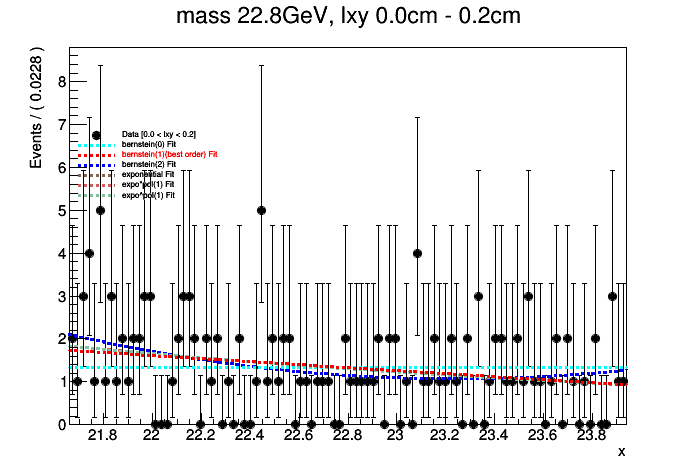 mass 22.8GeV, lxy 0.0cm - 0.2cm
Events / ( 0.0228 )
8
7
6
5
4
3
2
1
0
Data [0.0 < lxy < 0.2]
bernstein(0) Fit
bernstein(1)(best order) Fit
bernstein(2) Fit
exponential Fit
expo*pol(1) Fit
expo*pol(1) Fit
21.8 22 22.2 22.4 22.6 22.8 23 23.2 23.4 23.6 23.8
x